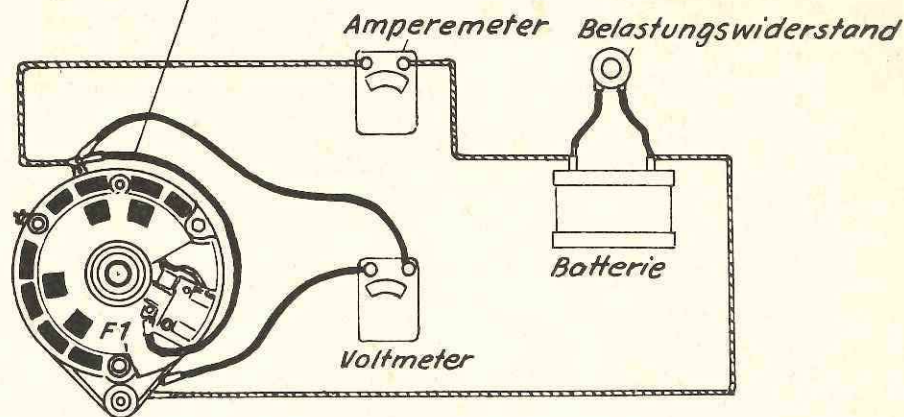 Amperemeter
Belastungswiderstand
Batterie
F1
Voltmeter